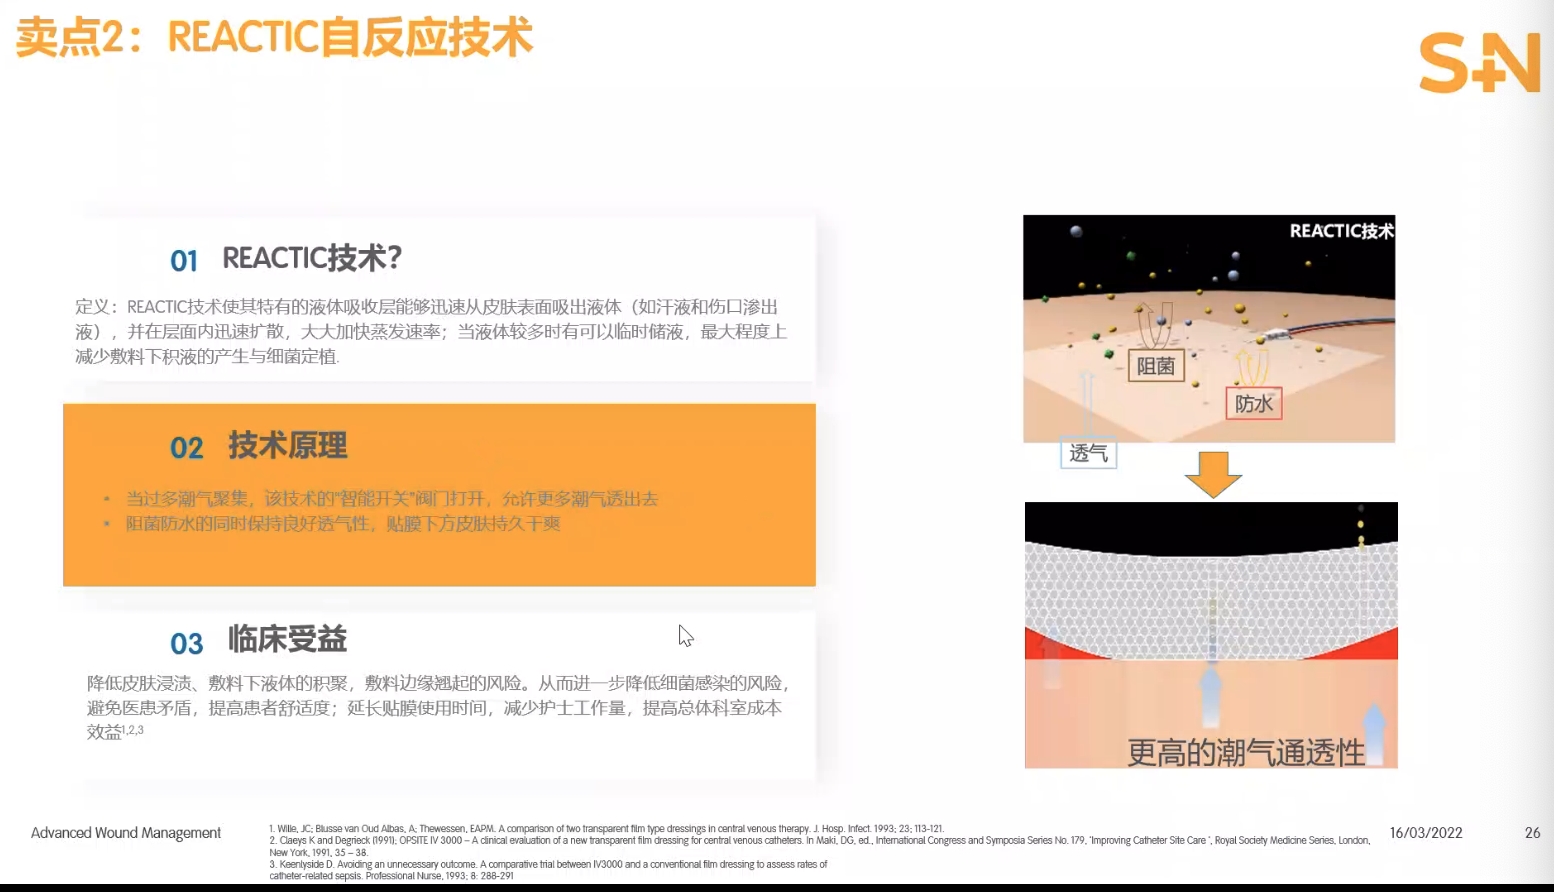 卖点2：REACTIC自反应技术
S+N
01 REACTIC技术?
定义：REACTIC技术使其特有的液体吸收层能够迅速从皮肤表面吸出液体（如汗液和伤口渗出
液），并在层面内迅速扩散，大大加快蒸发速率；当液体较多时有可以临时储液，最大程度上
减少敷料下积液的产生与细菌定植.
02 技术原理
• 当过多潮气聚集，该技术的“智能开关”阀门打开，允许更多潮气透出去
• 阻菌防水的同时保持良好透气性，贴膜下方皮肤持久干爽
03 临床受益
降低皮肤浸渍、敷料下液体的积聚，敷料边缘翘起的风险。从而进一步降低细菌感染的风险，
避免医患矛盾，提高患者舒适度；延长贴膜使用时间，减少护士工作量，提高总体科室成本
效益1,2,3
REACTIC技术
阻菌
防水
透气
更高的潮气通透性
Advanced Wound Management
1. Wille, JC; Blusse van Oud Albas, A; Thewessen, EAPM. A comparison of two transparent film type dressings in central venous therapy. J. Hosp. Infect. 1993; 23; 113-121.
2. Claeys K and Degrieck (1991); OPSITE IV 3000 – A clinical evaluation of a new transparent film dressing for central venous catheters. In Maki, DG, ed., International Congress and Symposia Series No. 179, 'Improving Catheter Site Care ', Royal Society Medicine Series, London,
New York, 1991, 35 – 38.
3. Keenlyside D. Avoiding an unnecessary outcome. A comparative trial between IV3000 and a conventional film dressing to assess rates of
catheter-related sepsis. Professional Nurse, 1993; 8: 288-291
16/03/2022
26